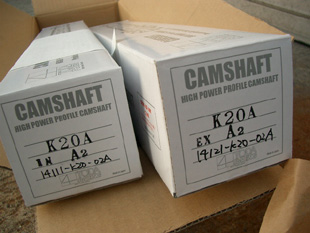 CAMSHAFT
HIGH POWER PROFILE CAMSHAFT
K20A
IN A2
14111-K20-02A
CAMSHAFT
HIGH POWER PROFILE CAMSHAFT
K20A
EX A2
14121-K20-02A